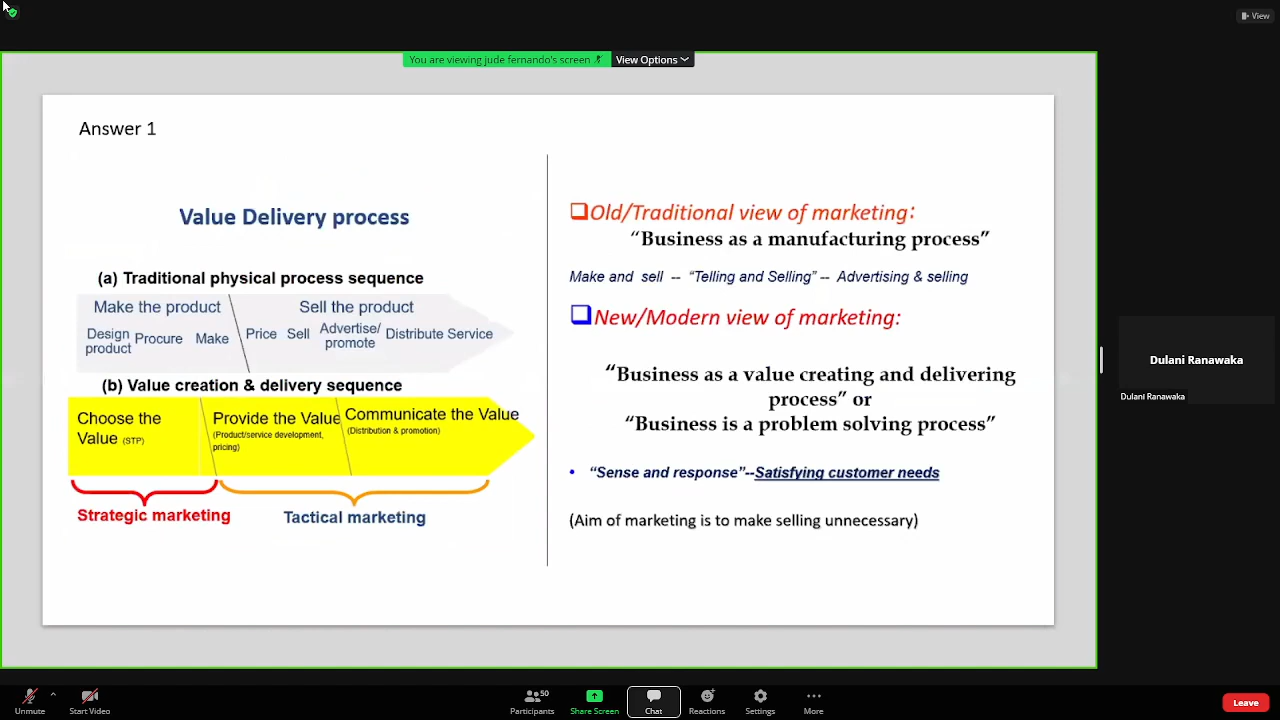 View
You are viewing jude fernando's screen
View Options
Answer 1
Value Delivery process
(a) Traditional physical process sequence
Make the product
Sell the product
Design product
Procure
Make
Price
Sell
Advertise/
promote
Distribute
Service
(b) Value creation & delivery sequence
Choose the
Value (STP)
Provide the Value
(Product/service development,
pricing)
Communicate the Value
(Distribution & promotion)
Strategic marketing
Tactical marketing
Old/Traditional view of marketing:
“Business as a manufacturing process”
Make and sell -- “Telling and Selling”-- Advertising & selling
New/Modern view of marketing:
“Business as a value creating and delivering
process” or
“Business is a problem solving process”
• “Sense and response”--Satisfying customer needs
(Aim of marketing is to make selling unnecessary)
Dulani Ranawaka
Dulani Ranawaka
Unmute
Start Video
50
Participants
Share Screen
Chat
Reactions
Settings
More
Leave